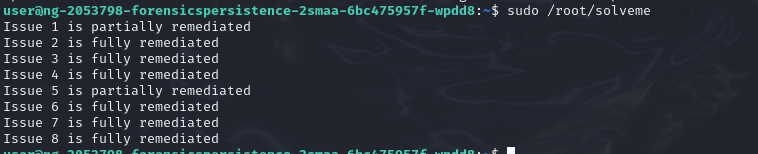 user@ng-2053798-forensicspersistence-2smaa-6bc475957f-wpdd8:~$ sudo /root/solveme
Issue 1 is partially remediated
Issue 2 is fully remediated
Issue 3 is fully remediated
Issue 4 is fully remediated
Issue 5 is partially remediated
Issue 6 is fully remediated
Issue 7 is fully remediated
Issue 8 is fully remediated
user@ng-2053798-forensicspersistence-2smaa-6bc475957f-wpdd8:~$